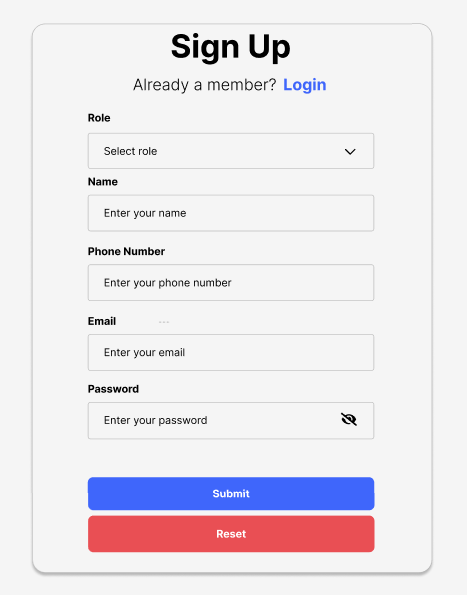 Sign Up
Already a member? Login
Role
Select role
Name
Enter your name
Phone Number
Enter your phone number
Email ---
Enter your email
Password
Enter your password
Submit
Reset